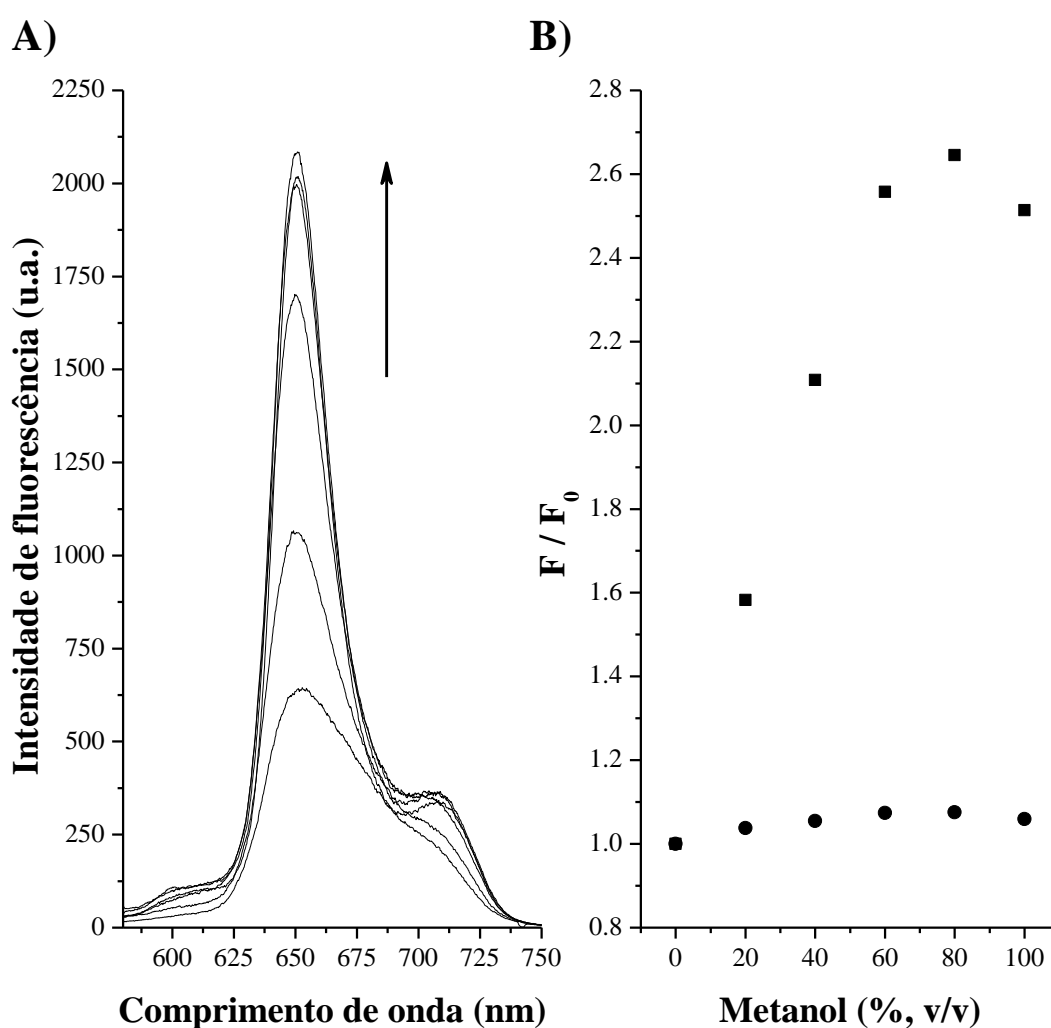 A)
B)
Intensidade de fluorescência (u.a.)
2250
2000
1750
1500
1250
1000
750
500
250
0
600 625 650 675 700 725 750
Comprimento de onda (nm)
F / F0
2.8
2.6
2.4
2.2
2.0
1.8
1.6
1.4
1.2
1.0
0.8
0 20 40 60 80 100
Metanol (%, v/v)